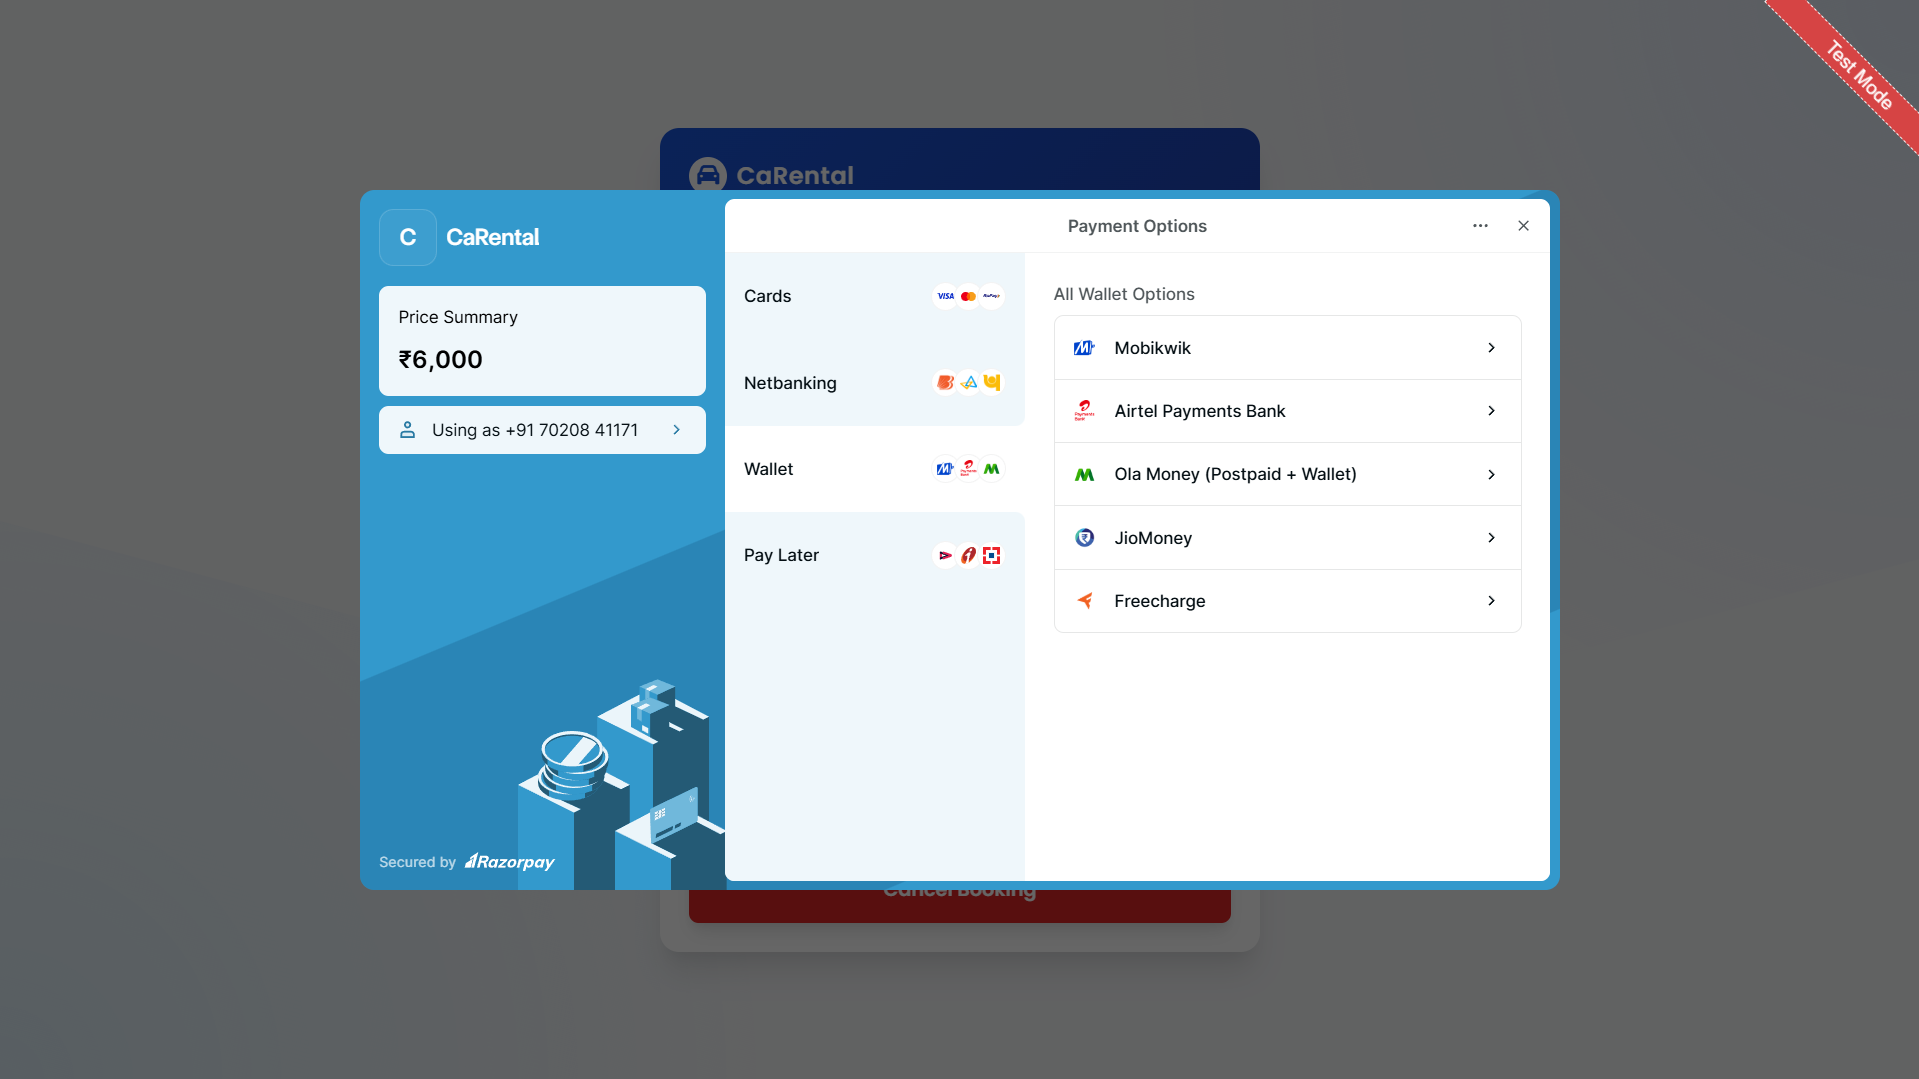 Test Mode
CaRental
C
CaRental
Price Summary
₹6,000
Using as +91 70208 41171
Secured by Razorpay
Payment Options
Cards
VISA
RuPay
Netbanking
Wallet
Pay Later
All Wallet Options
Mobikwik
Airtel Payments Bank
Ola Money (Postpaid + Wallet)
JioMoney
Freecharge
Cancel Booking